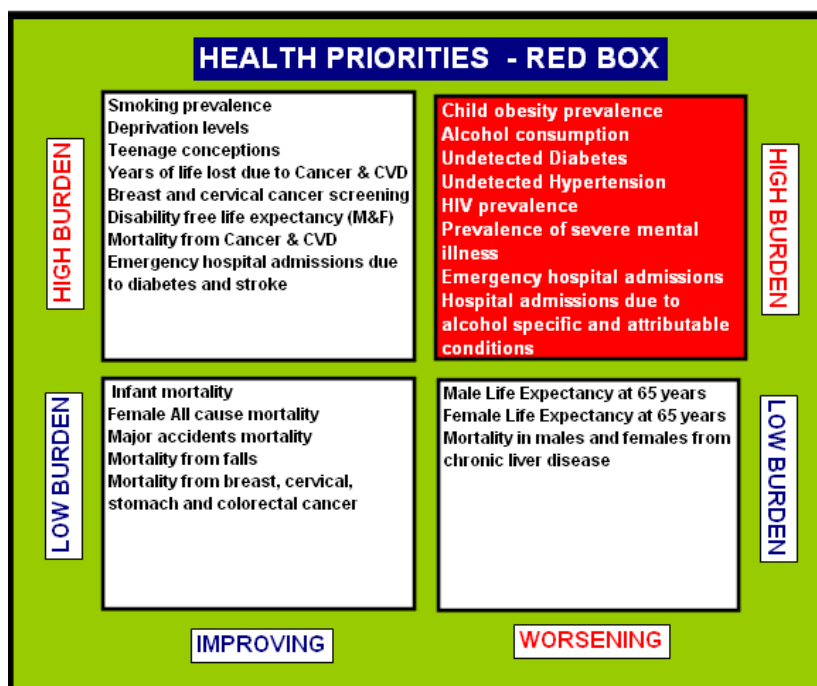 HEALTH PRIORITIES - RED BOX
HIGH BURDEN
Smoking prevalence
Deprivation levels
Teenage conceptions
Years of life lost due to Cancer & CVD
Breast and cervical cancer screening
Disability free life expectancy (M&F)
Mortality from Cancer & CVD
Emergency hospital admissions due
to diabetes and stroke
Child obesity prevalence
Alcohol consumption
Undetected Diabetes
Undetected Hypertension
HIV prevalence
Prevalence of severe mental
illness
Emergency hospital admissions
Hospital admissions due to
alcohol specific and attributable
conditions
HIGH BURDEN
LOW BURDEN
Infant mortality
Female All cause mortality
Major accidents mortality
Mortality from falls
Mortality from breast, cervical,
stomach and colorectal cancer
Male Life Expectancy at 65 years
Female Life Expectancy at 65 years
Mortality in males and females from
chronic liver disease
LOW BURDEN
IMPROVING
WORSENING